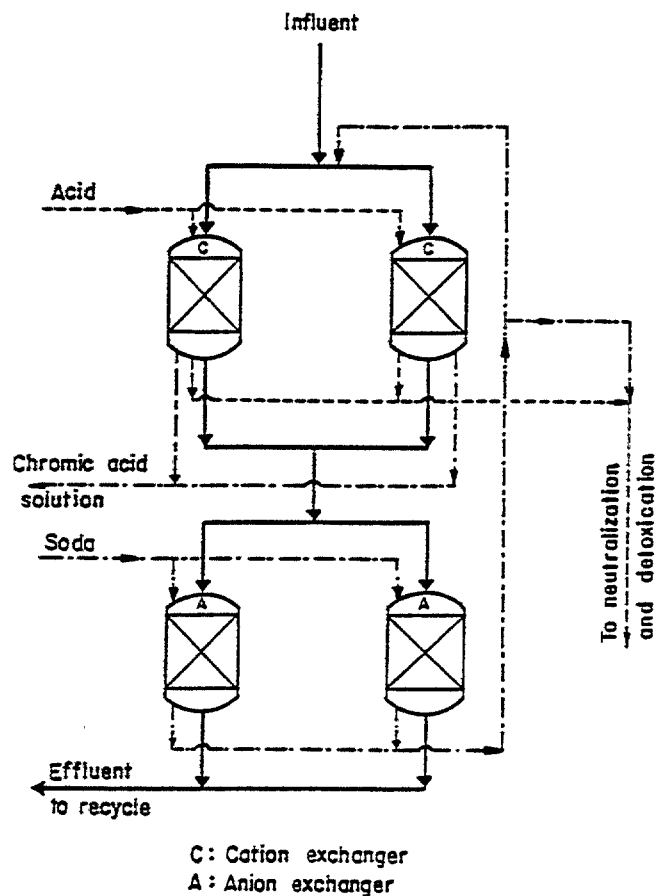 Influent
Acid
C
C
Chromic acid
solution
Soda
A
A
To neutralization
and detoxication
Effluent
to recycle
C: Cation exchanger
A: Anion exchanger